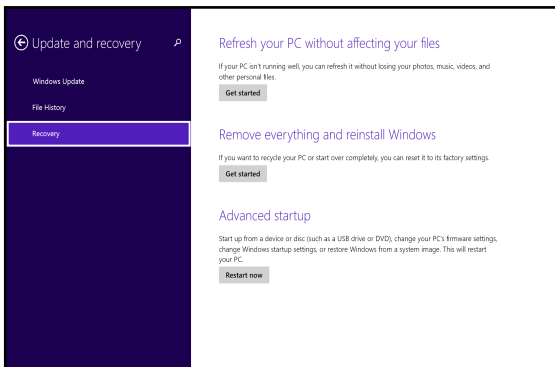 Update and recovery
Windows Update
File History
Recovery
Refresh your PC without affecting your files
If your PC isn't running well, you can refresh it without losing your photos, music, videos, and
other personal files.
Get started
Remove everything and reinstall Windows
If you want to recycle your PC or start over completely, you can reset it to its factory settings.
Get started
Advanced startup
Start up from a device or disc (such as a USB drive or DVD), change your PC's firmware settings,
change Windows startup settings, or restore Windows from a system image. This will restart
your PC.
Restart now